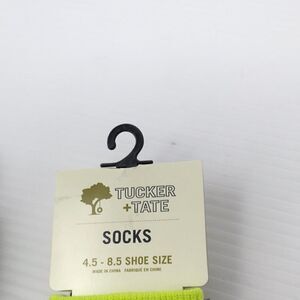 TUCKER
+TATE
SOCKS
4.5 - 8.5 SHOE SIZE
MADE IN CHINA FABRIQUÉ EN CHINE